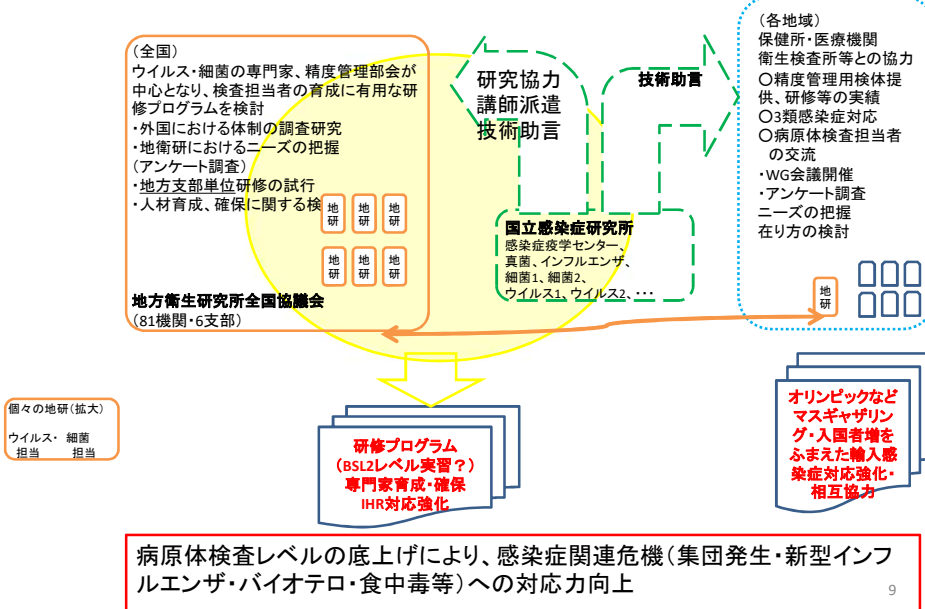 (全国)
ウイルス・細菌の専門家、精度管理部会が
中心となり、検査担当者の育成に有用な研
修プログラムを検討
・外国における体制の調査研究
・地衛研におけるニーズの把握
(アンケート調査)
・地方支部単位研修の試行
・人材育成、確保に関する検
地研
地研
地研
地研
地研
地研
地方衛生研究所全国協議会
(81機関・6支部)
研究協力
講師派遣
技術助言
技術助言
国立感染症研究所
感染症疫学センター、
真菌、インフルエンザ、
細菌1、細菌2、
ウイルス1、ウイルス2、・・・
(各地域)
保健所・医療機関
衛生検査所等との協力
〇精度管理用検体提
供、研修等の実績
〇3類感染症対応
〇病原体検査担当者
の交流
・WG会議開催
・アンケート調査
ニーズの把握
在り方の検討
地研
個々の地研(拡大)
ウイルス・ 細菌
担当 担当
研修プログラム
(BSL2レベル実習?)
専門家育成・確保
IHR対応強化
オリンピックなど
マスギャザリン
グ・入国者増を
ふまえた輸入感
染症対応強化・
相互協力
病原体検査レベルの底上げにより、感染症関連危機(集団発生・新型インフ
ルエンザ・バイオテロ・食中毒等)への対応力向上
9